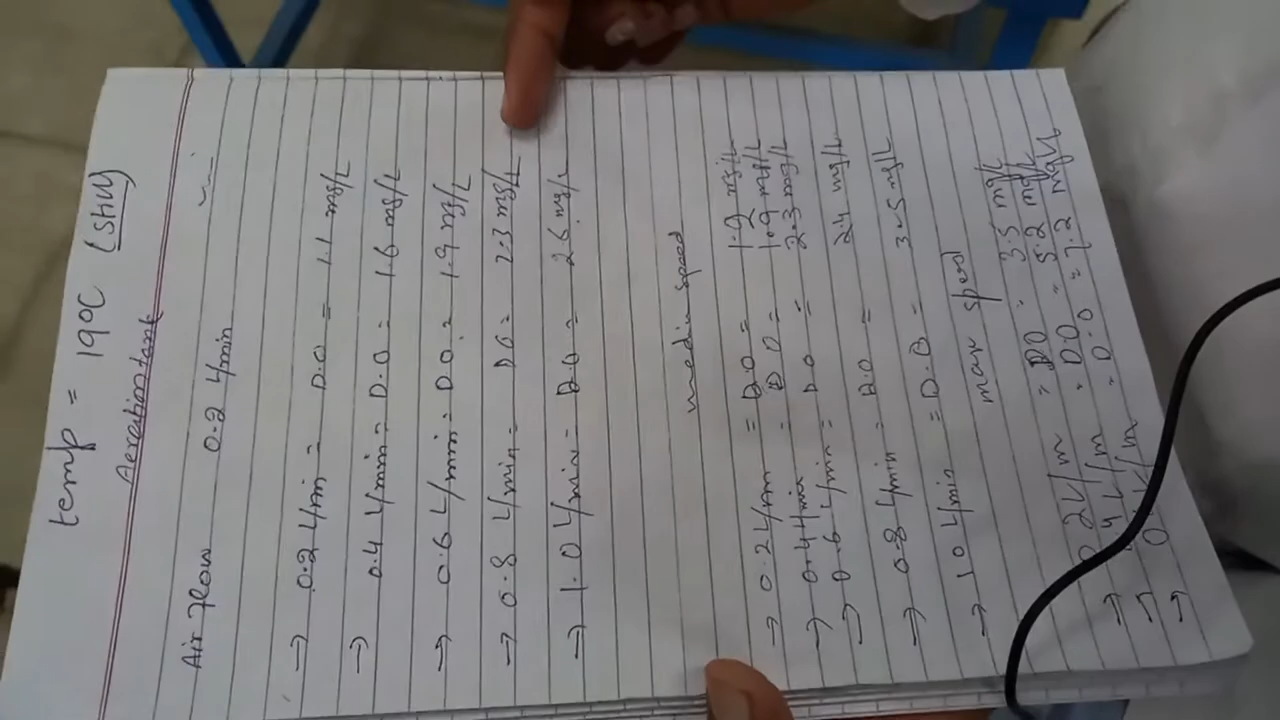 temp = 19°C (SHU)
Aeration tank
Air flow 0.2 L/min
→ 0.2 L/min = D.O = 1.1 mg/L
→ 0.4 L/min = D.O = 1.6 mg/L
→ 0.6 L/min = D.O = 1.9 mg/L
→ 0.8 L/min = DO = 2.3 mg/L
→ 1.0 L/min = D.O = 2.6 mg/L
medium speed
→ 0.2 L/min = D.O =
→ 0.4 L/min = D.O = 1.9 mg/L
→ 0.6 L/min = D.O = 2.3 mg/L
→ 0.8 L/min = D.O = 2.4 mg/L
→ 1.0 L/min = D.O = 3.5 mg/L
max speed
→ 0.2 L/m = DO = 3.5 mg/L
→ 4 L/m = DO = 5.2 mg/L
→ 0. L/m = D.O = 7.2 mg/L